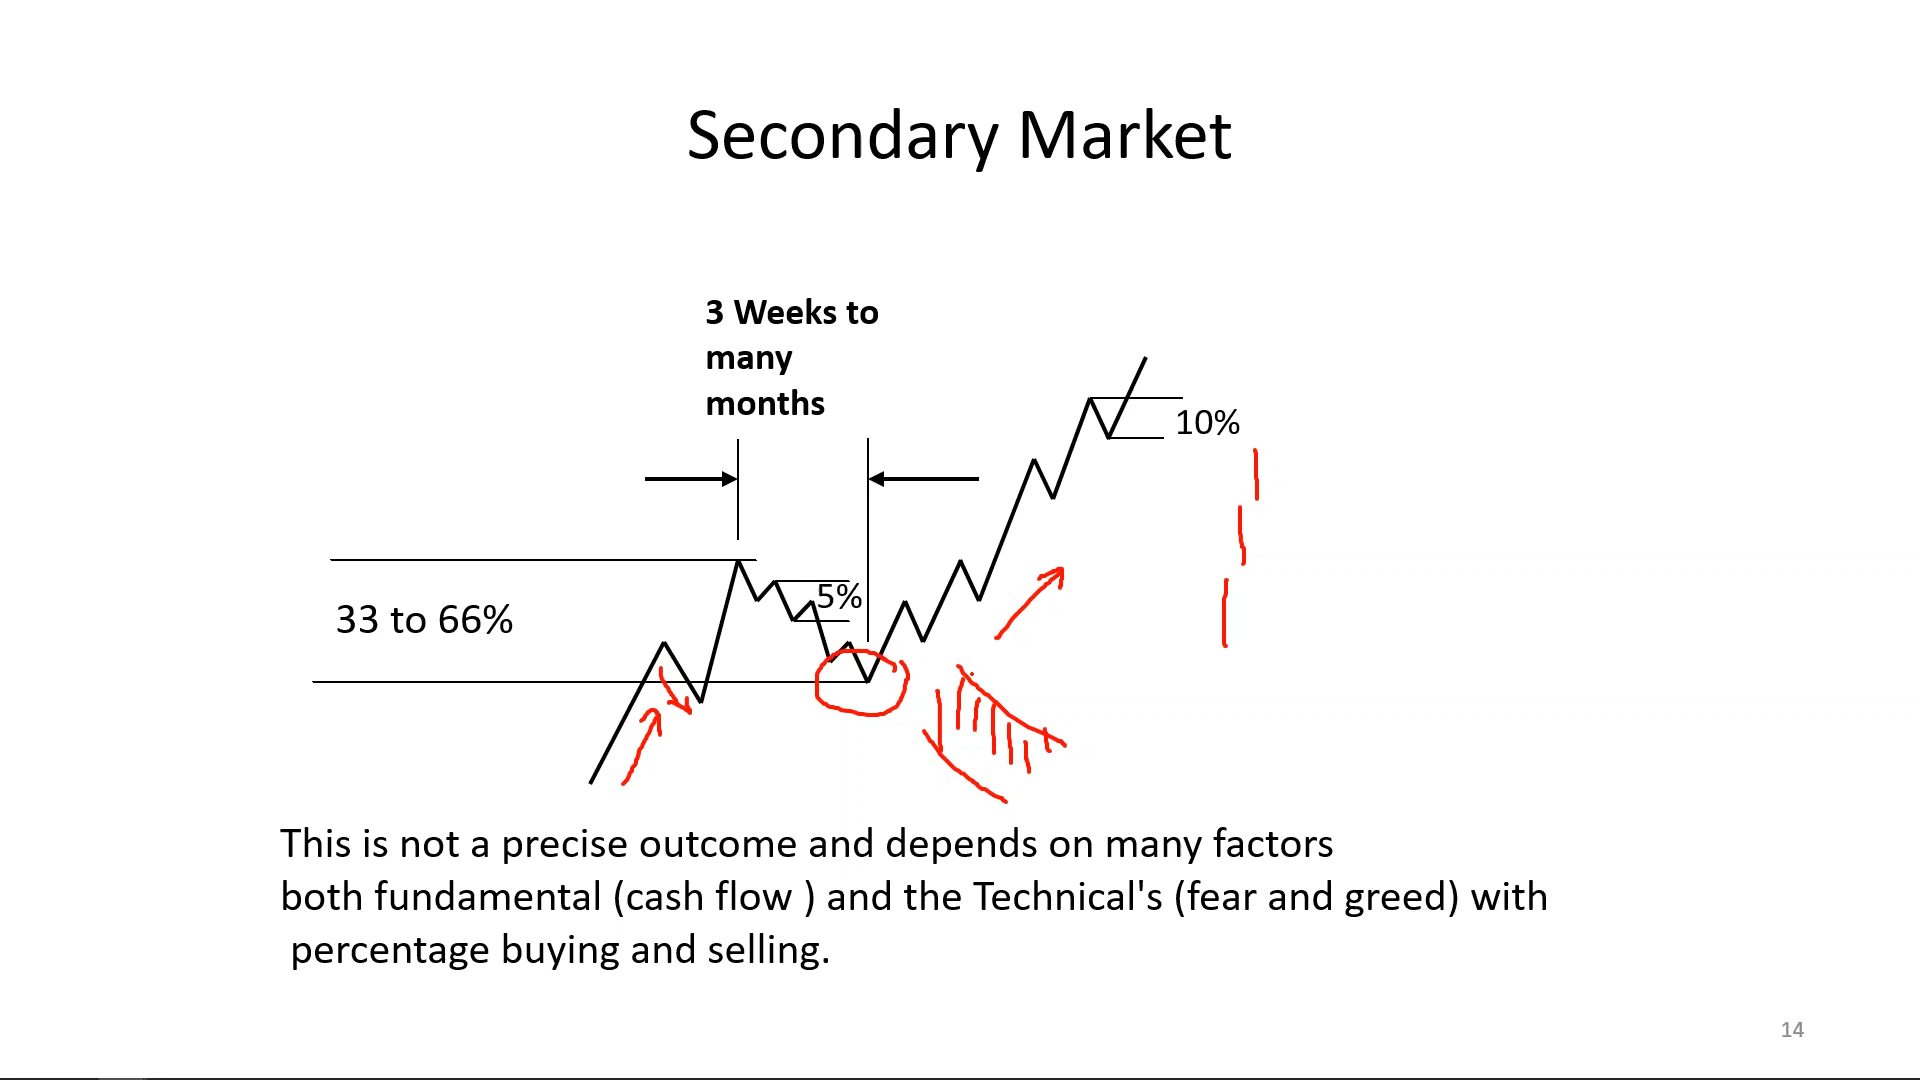 Secondary Market
3 Weeks to
many
months
10%
5%
33 to 66%
This is not a precise outcome and depends on many factors
both fundamental (cash flow ) and the Technical's (fear and greed) with
percentage buying and selling.
14